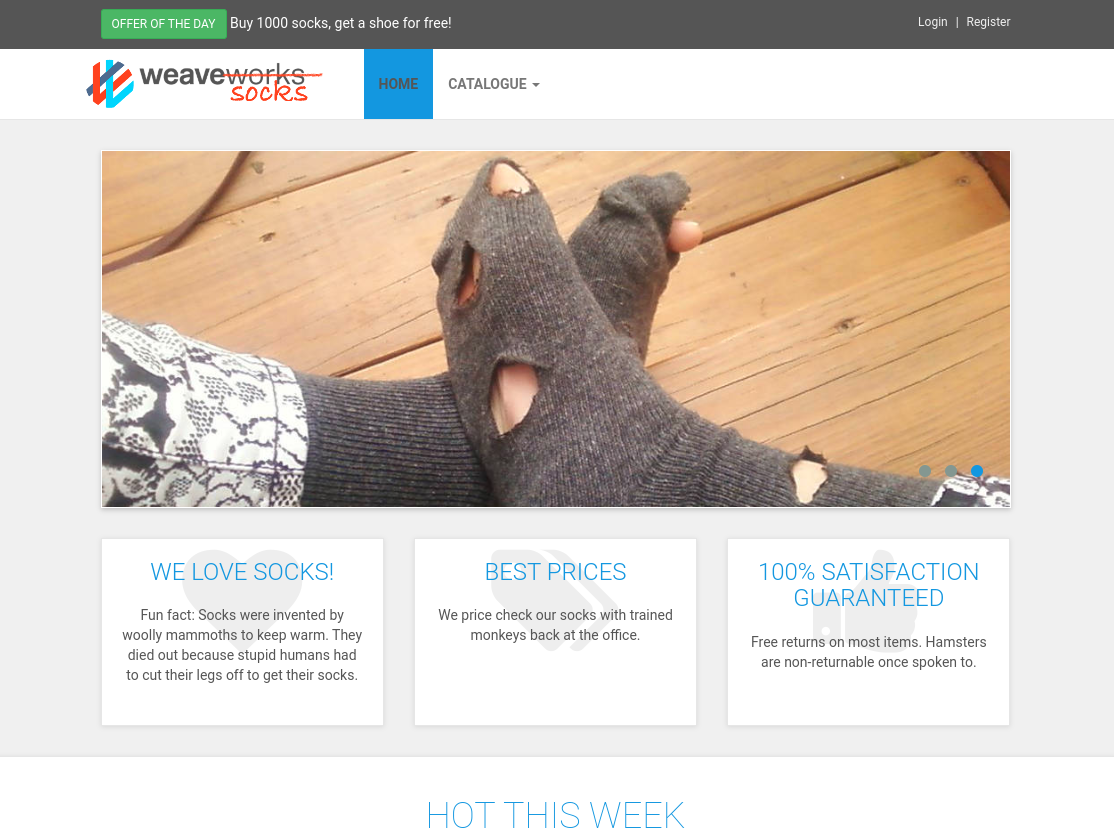 OFFER OF THE DAY Buy 1000 socks, get a shoe for free!
Login | Register
weaveworks
socks
HOME CATALOGUE
WE LOVE SOCKS!
Fun fact: Socks were invented by
woolly mammoths to keep warm. They
died out because stupid humans had
to cut their legs off to get their socks.
BEST PRICES
We price check our socks with trained
monkeys back at the office.
100% SATISFACTION
GUARANTEED
Free returns on most items. Hamsters
are non-returnable once spoken to.
HOT THIS WEEK